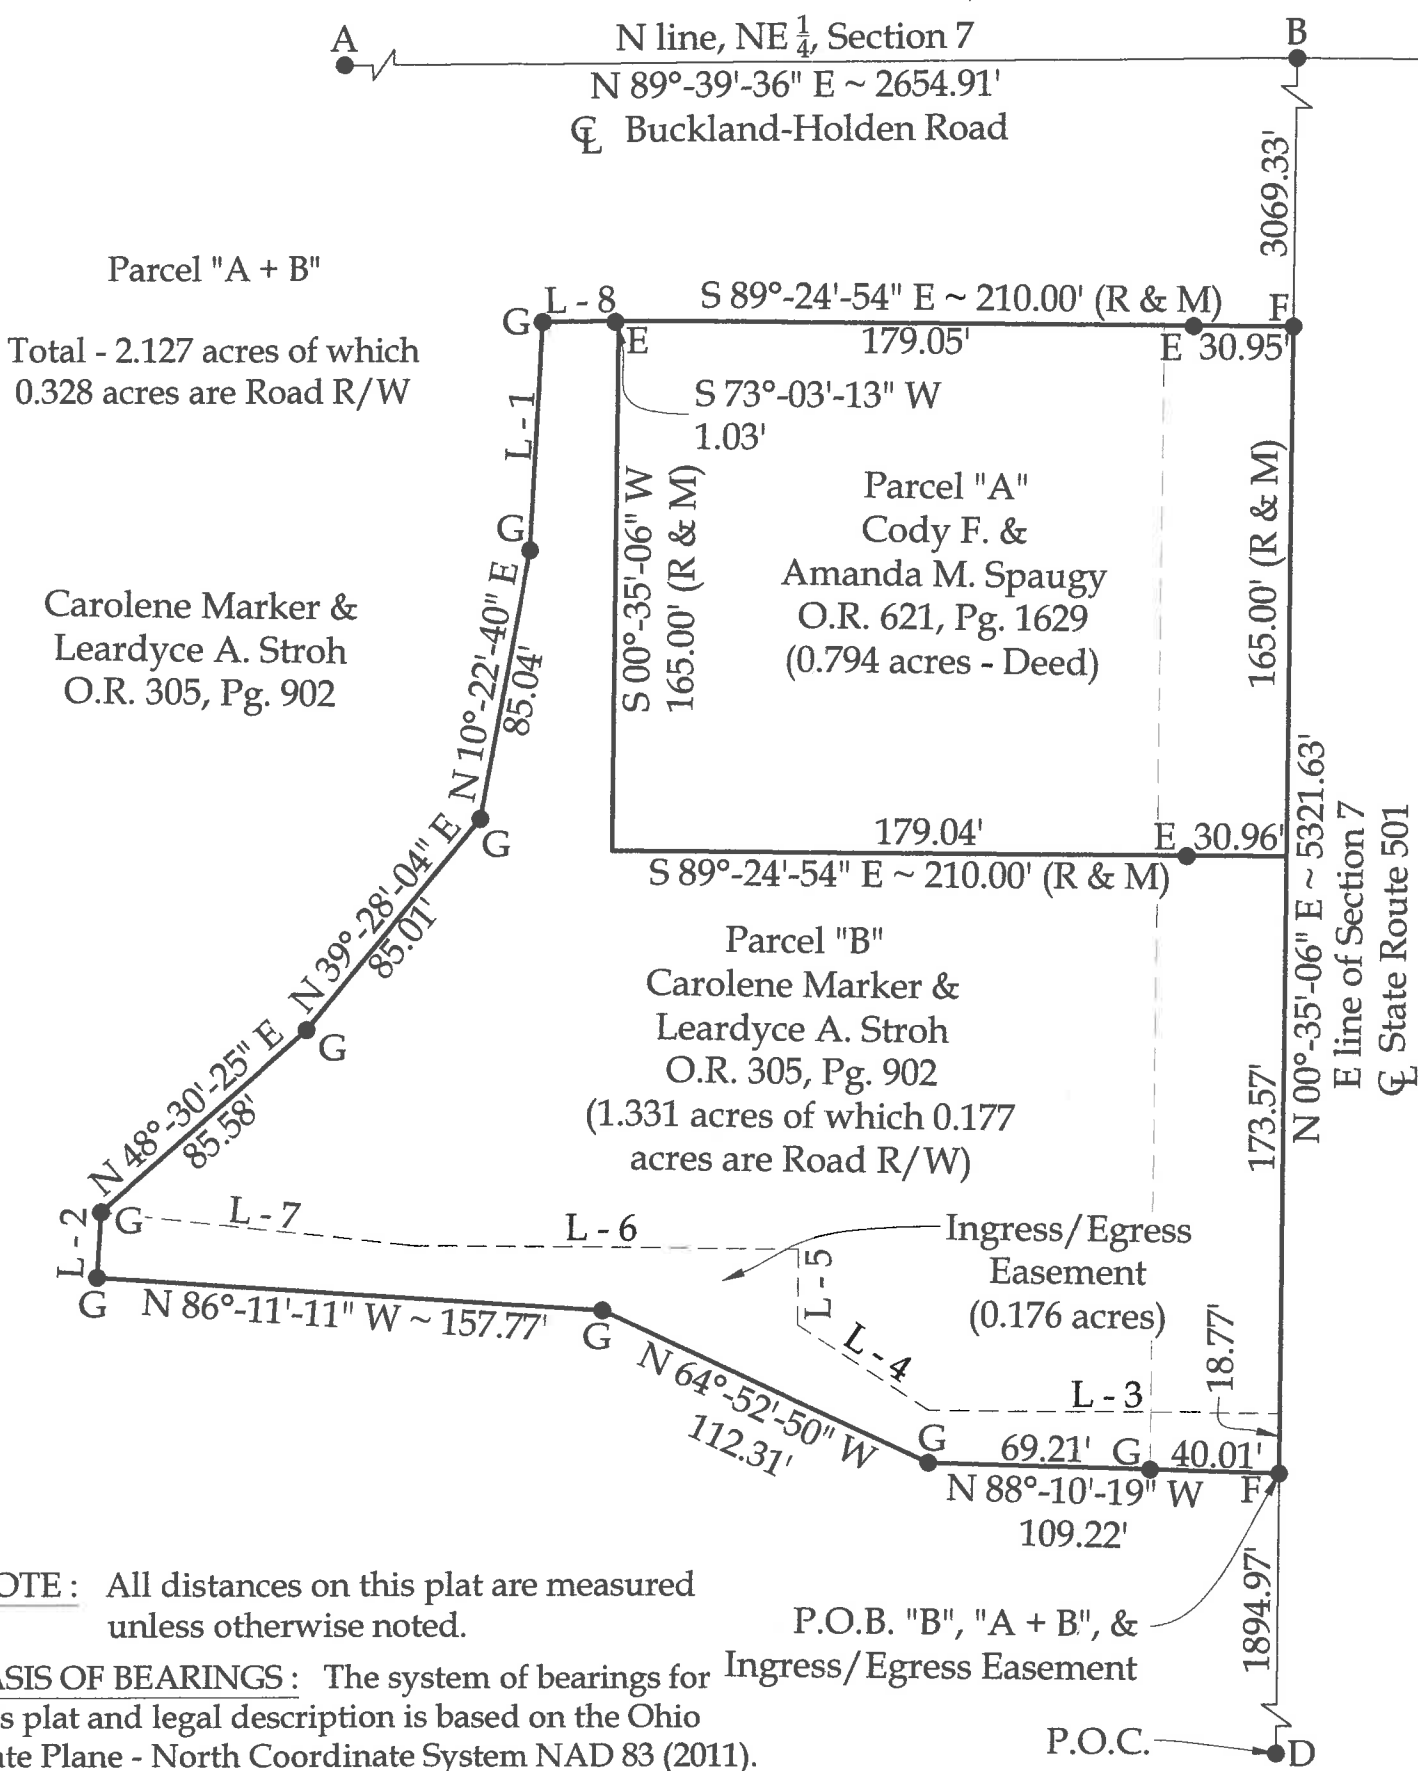 A
N line, NE 1/4, Section 7
B
N 89°-39'-36" E ~ 2654.91'
℄ Buckland-Holden Road
3069.33'
Parcel "A + B"
Total - 2.127 acres of which
0.328 acres are Road R/W
G
L - 8
E
S 89°-24'-54" E ~ 210.00' (R & M)
179.05'
E 30.95'
F
S 73°-03'-13" W
1.03'
L - 1
G
S 00°-35'-06" W
165.00' (R & M)
Parcel "A"
Cody F. &
Amanda M. Spaugy
O.R. 621, Pg. 1629
(0.794 acres - Deed)
165.00' (R & M)
Carolene Marker &
Leardyce A. Stroh
O.R. 305, Pg. 902
N 10°-22'-40" E
85.04'
G
179.04'
E 30.96'
S 89°-24'-54" E ~ 210.00' (R & M)
N 00°-35'-06" E ~ 5321.63'
E line of Section 7
℄ State Route 501
N 39°-28'-04" E
85.01'
G
Parcel "B"
Carolene Marker &
Leardyce A. Stroh
O.R. 305, Pg. 902
(1.331 acres of which 0.177
acres are Road R/W)
173.57'
N 48°-30'-25" E
85.58'
L - 2
G
L - 7
L - 6
L - 5
Ingress/Egress
Easement
(0.176 acres)
G
N 86°-11'-11" W ~ 157.77'
G
L - 4
18.77'
L - 3
N 64°-52'-50" W
112.31'
G
69.21'
G
40.01'
N 88°-10'-19" W
F
109.22'
OTE : All distances on this plat are measured
unless otherwise noted.
P.O.B. "B", "A + B", &
Ingress/Egress Easement
1894.97'
ASIS OF BEARINGS : The system of bearings for
s plat and legal description is based on the Ohio
ate Plane - North Coordinate System NAD 83 (2011).
P.O.C.
D